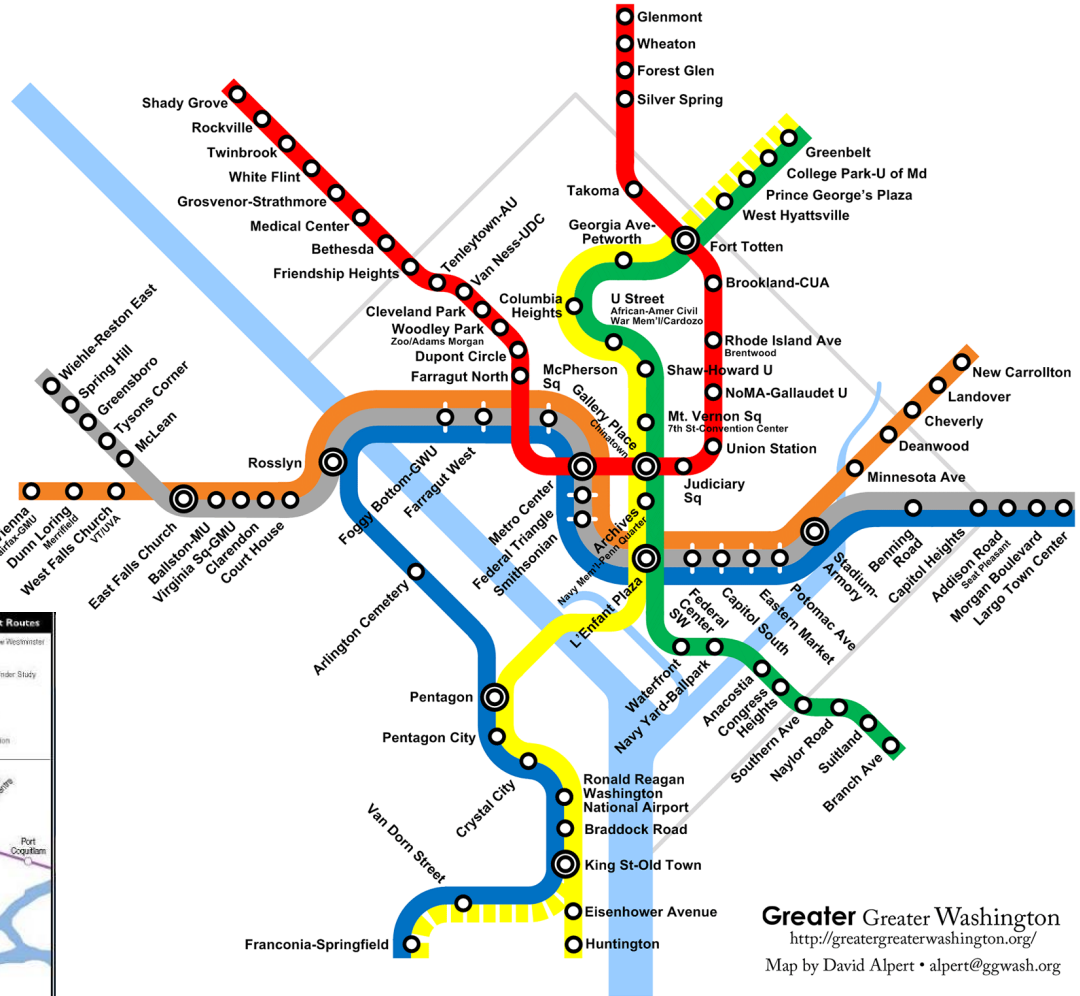 Glenmont
Wheaton
Forest Glen
Silver Spring
Takoma
Fort Totten
Brookland-CUA
Rhode Island Ave
Brentwood
NoMA-Gallaudet U
Union Station
Judiciary
Sq
Gallery Place
Chinatown
Metro Center
Farragut North
Dupont Circle
Woodley Park
Zoo/Adams Morgan
Cleveland Park
Van Ness-UDC
Tenleytown-AU
Friendship Heights
Bethesda
Medical Center
Grosvenor-Strathmore
White Flint
Twinbrook
Rockville
Shady Grove
Greenbelt
College Park-U of Md
Prince George's Plaza
West Hyattsville
Georgia Ave-
Petworth
Columbia
Heights
U Street
African-Amer Civil
War Mem'l/Cardozo
Shaw-Howard U
Mt. Vernon Sq
7th St-Convention Center
Archives
Navy Mem'l-Penn Quarter
L'Enfant Plaza
Waterfront
Navy Yard-Ballpark
Anacostia
Congress
Heights
Southern Ave
Naylor Road
Suitland
Branch Ave
Wiehle-Reston East
Spring Hill
Greensboro
Tysons Corner
McLean
Vienna
Dunn Loring
Merrifield
West Falls Church
VT/UVA
East Falls Church
Ballston-MU
Virginia Sq-GMU
Clarendon
Court House
Rosslyn
Foggy Bottom-GWU
Farragut West
McPherson
Sq
Federal Triangle
Smithsonian
Federal
Center
SW
Capitol South
Eastern Market
Potomac Ave
Stadium-
Armory
Minnesota Ave
Deanwood
Cheverly
Landover
New Carrollton
Benning
Road
Capitol Heights
Addison Road
Seat Pleasant
Morgan Boulevard
Largo Town Center
Arlington Cemetery
Pentagon
Pentagon City
Crystal City
Ronald Reagan
Washington
National Airport
Braddock Road
King St-Old Town
Eisenhower Avenue
Huntington
Van Dorn Street
Franconia-Springfield
t Routes
w Westminster
nder Study
Port
Coquitlam
Greater Greater Washington
http://greatergreaterwashington.org/
Map by David Alpert • alpert@ggwash.org